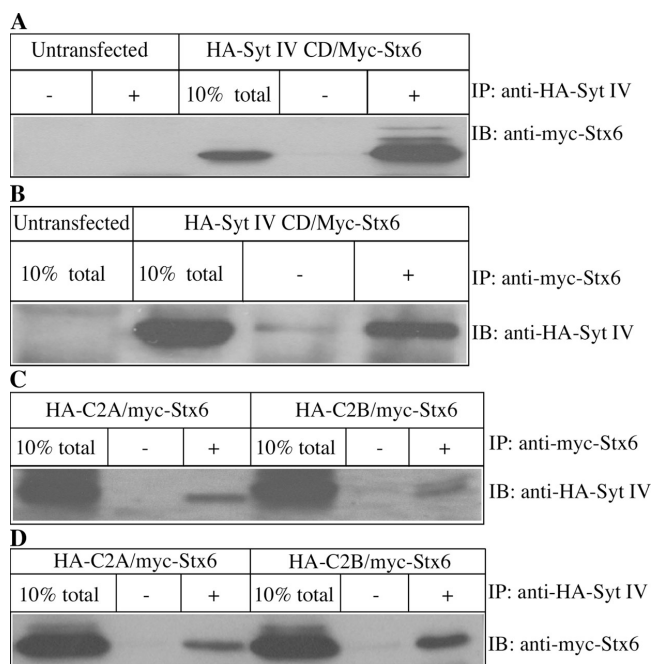 A
Untransfected HA-Syt IV CD/Myc-Stx6
- + 10% total - + IP: anti-HA-Syt IV
IB: anti-myc-Stx6
B
Untransfected HA-Syt IV CD/Myc-Stx6
10% total 10% total - + IP: anti-myc-Stx6
IB: anti-HA-Syt IV
C
HA-C2A/myc-Stx6 HA-C2B/myc-Stx6
10% total - + 10% total - + IP: anti-myc-Stx6
IB: anti-HA-Syt IV
D
HA-C2A/myc-Stx6 HA-C2B/myc-Stx6
10% total - + 10% total - + IP: anti-HA-Syt IV
IB: anti-myc-Stx6